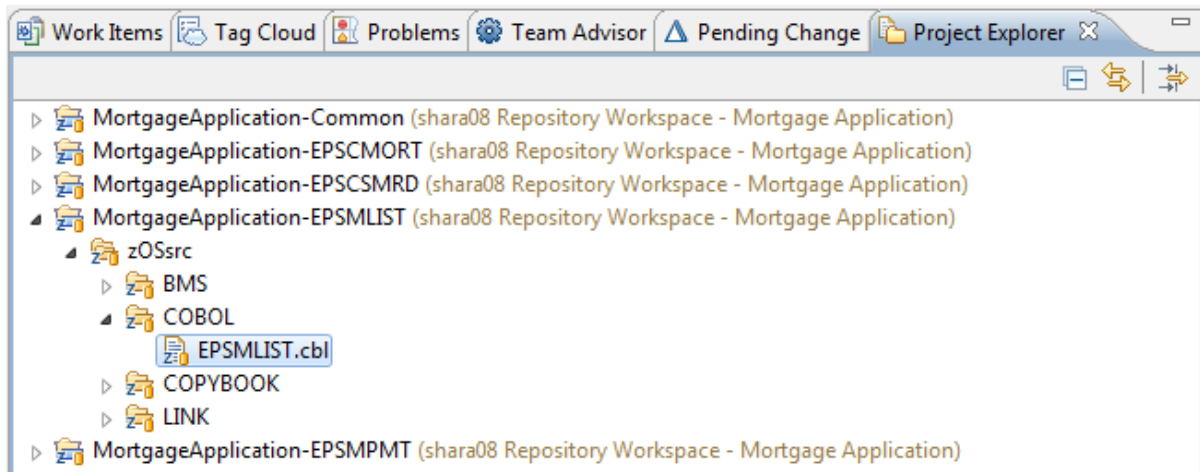 Work Items Tag Cloud Problems Team Advisor Pending Change Project Explorer
MortgageApplication-Common (shara08 Repository Workspace - Mortgage Application)
MortgageApplication-EPSCMORT (shara08 Repository Workspace - Mortgage Application)
MortgageApplication-EPSCSMRD (shara08 Repository Workspace - Mortgage Application)
MortgageApplication-EPSMLIST (shara08 Repository Workspace - Mortgage Application)
zOSsrc
BMS
COBOL
EPSMLIST.cbl
COPYBOOK
LINK
MortgageApplication-EPSMPMT (shara08 Repository Workspace - Mortgage Application)